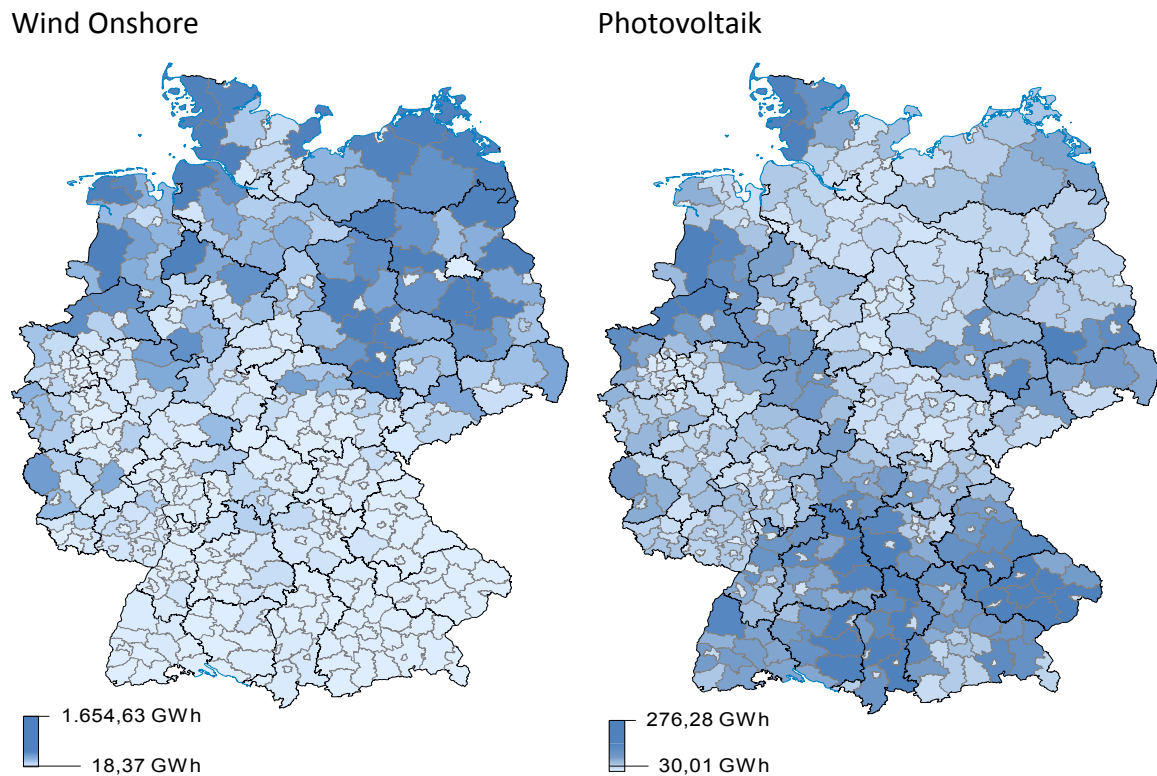 Wind Onshore
Photovoltaik
1.654,63 GWh
18,37 GWh
276,28 GWh
30,01 GWh